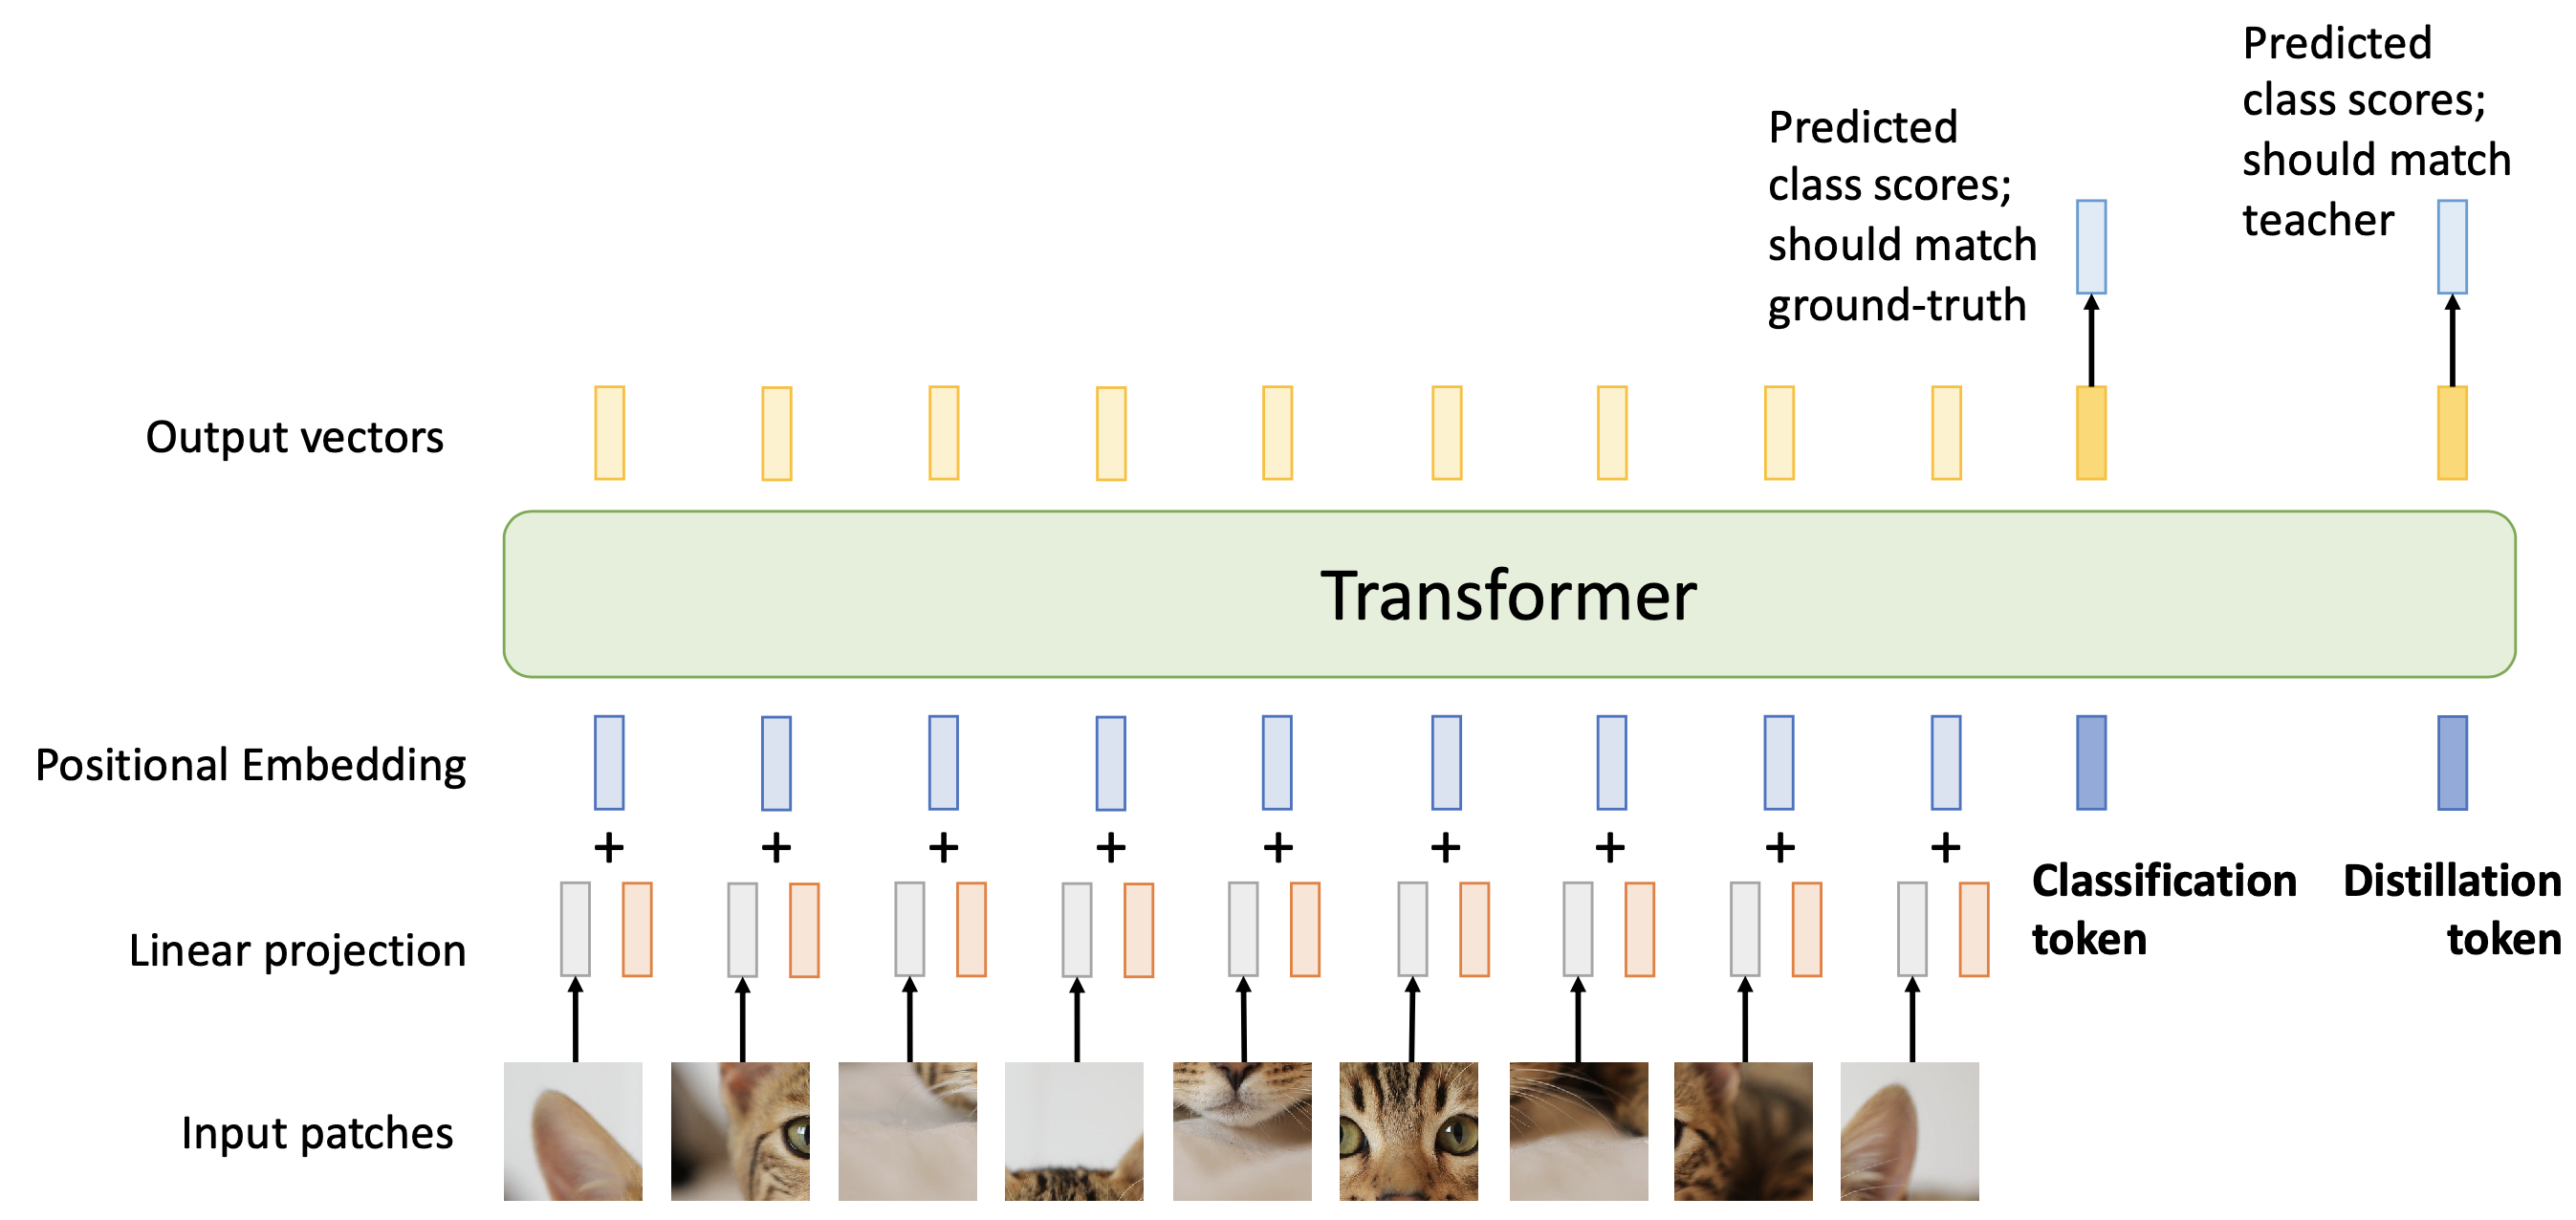 Predicted
class scores;
should match
teacher
Predicted
class scores;
should match
ground-truth
Output vectors
Transformer
Positional Embedding
+ + + + + + + + +
Linear projection
Classification
token
Distillation
token
Input patches